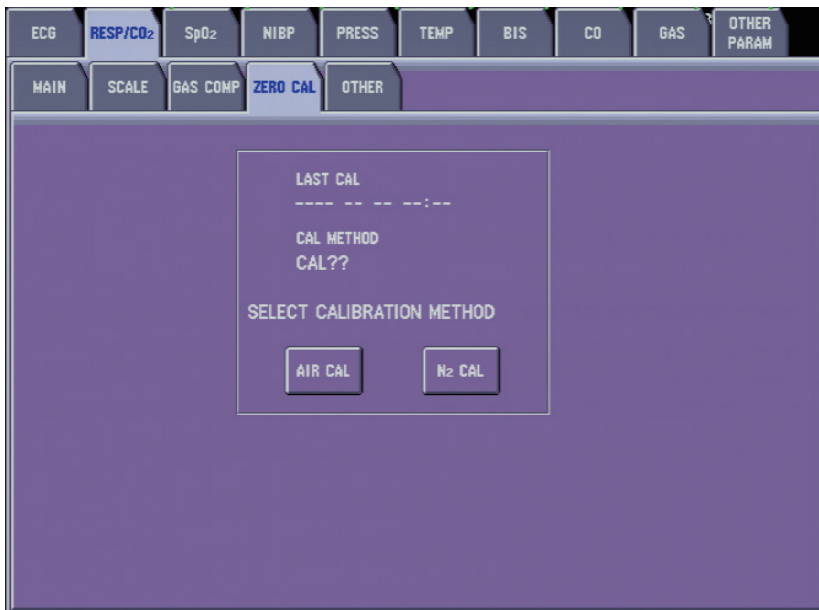 ECG RESP/CO₂ SpO₂ NIBP PRESS TEMP BIS CO GAS OTHER PARAM
MAIN SCALE GAS COMP ZERO CAL OTHER
LAST CAL
---- -- -- --:--
CAL METHOD
CAL??
SELECT CALIBRATION METHOD
AIR CAL N₂ CAL